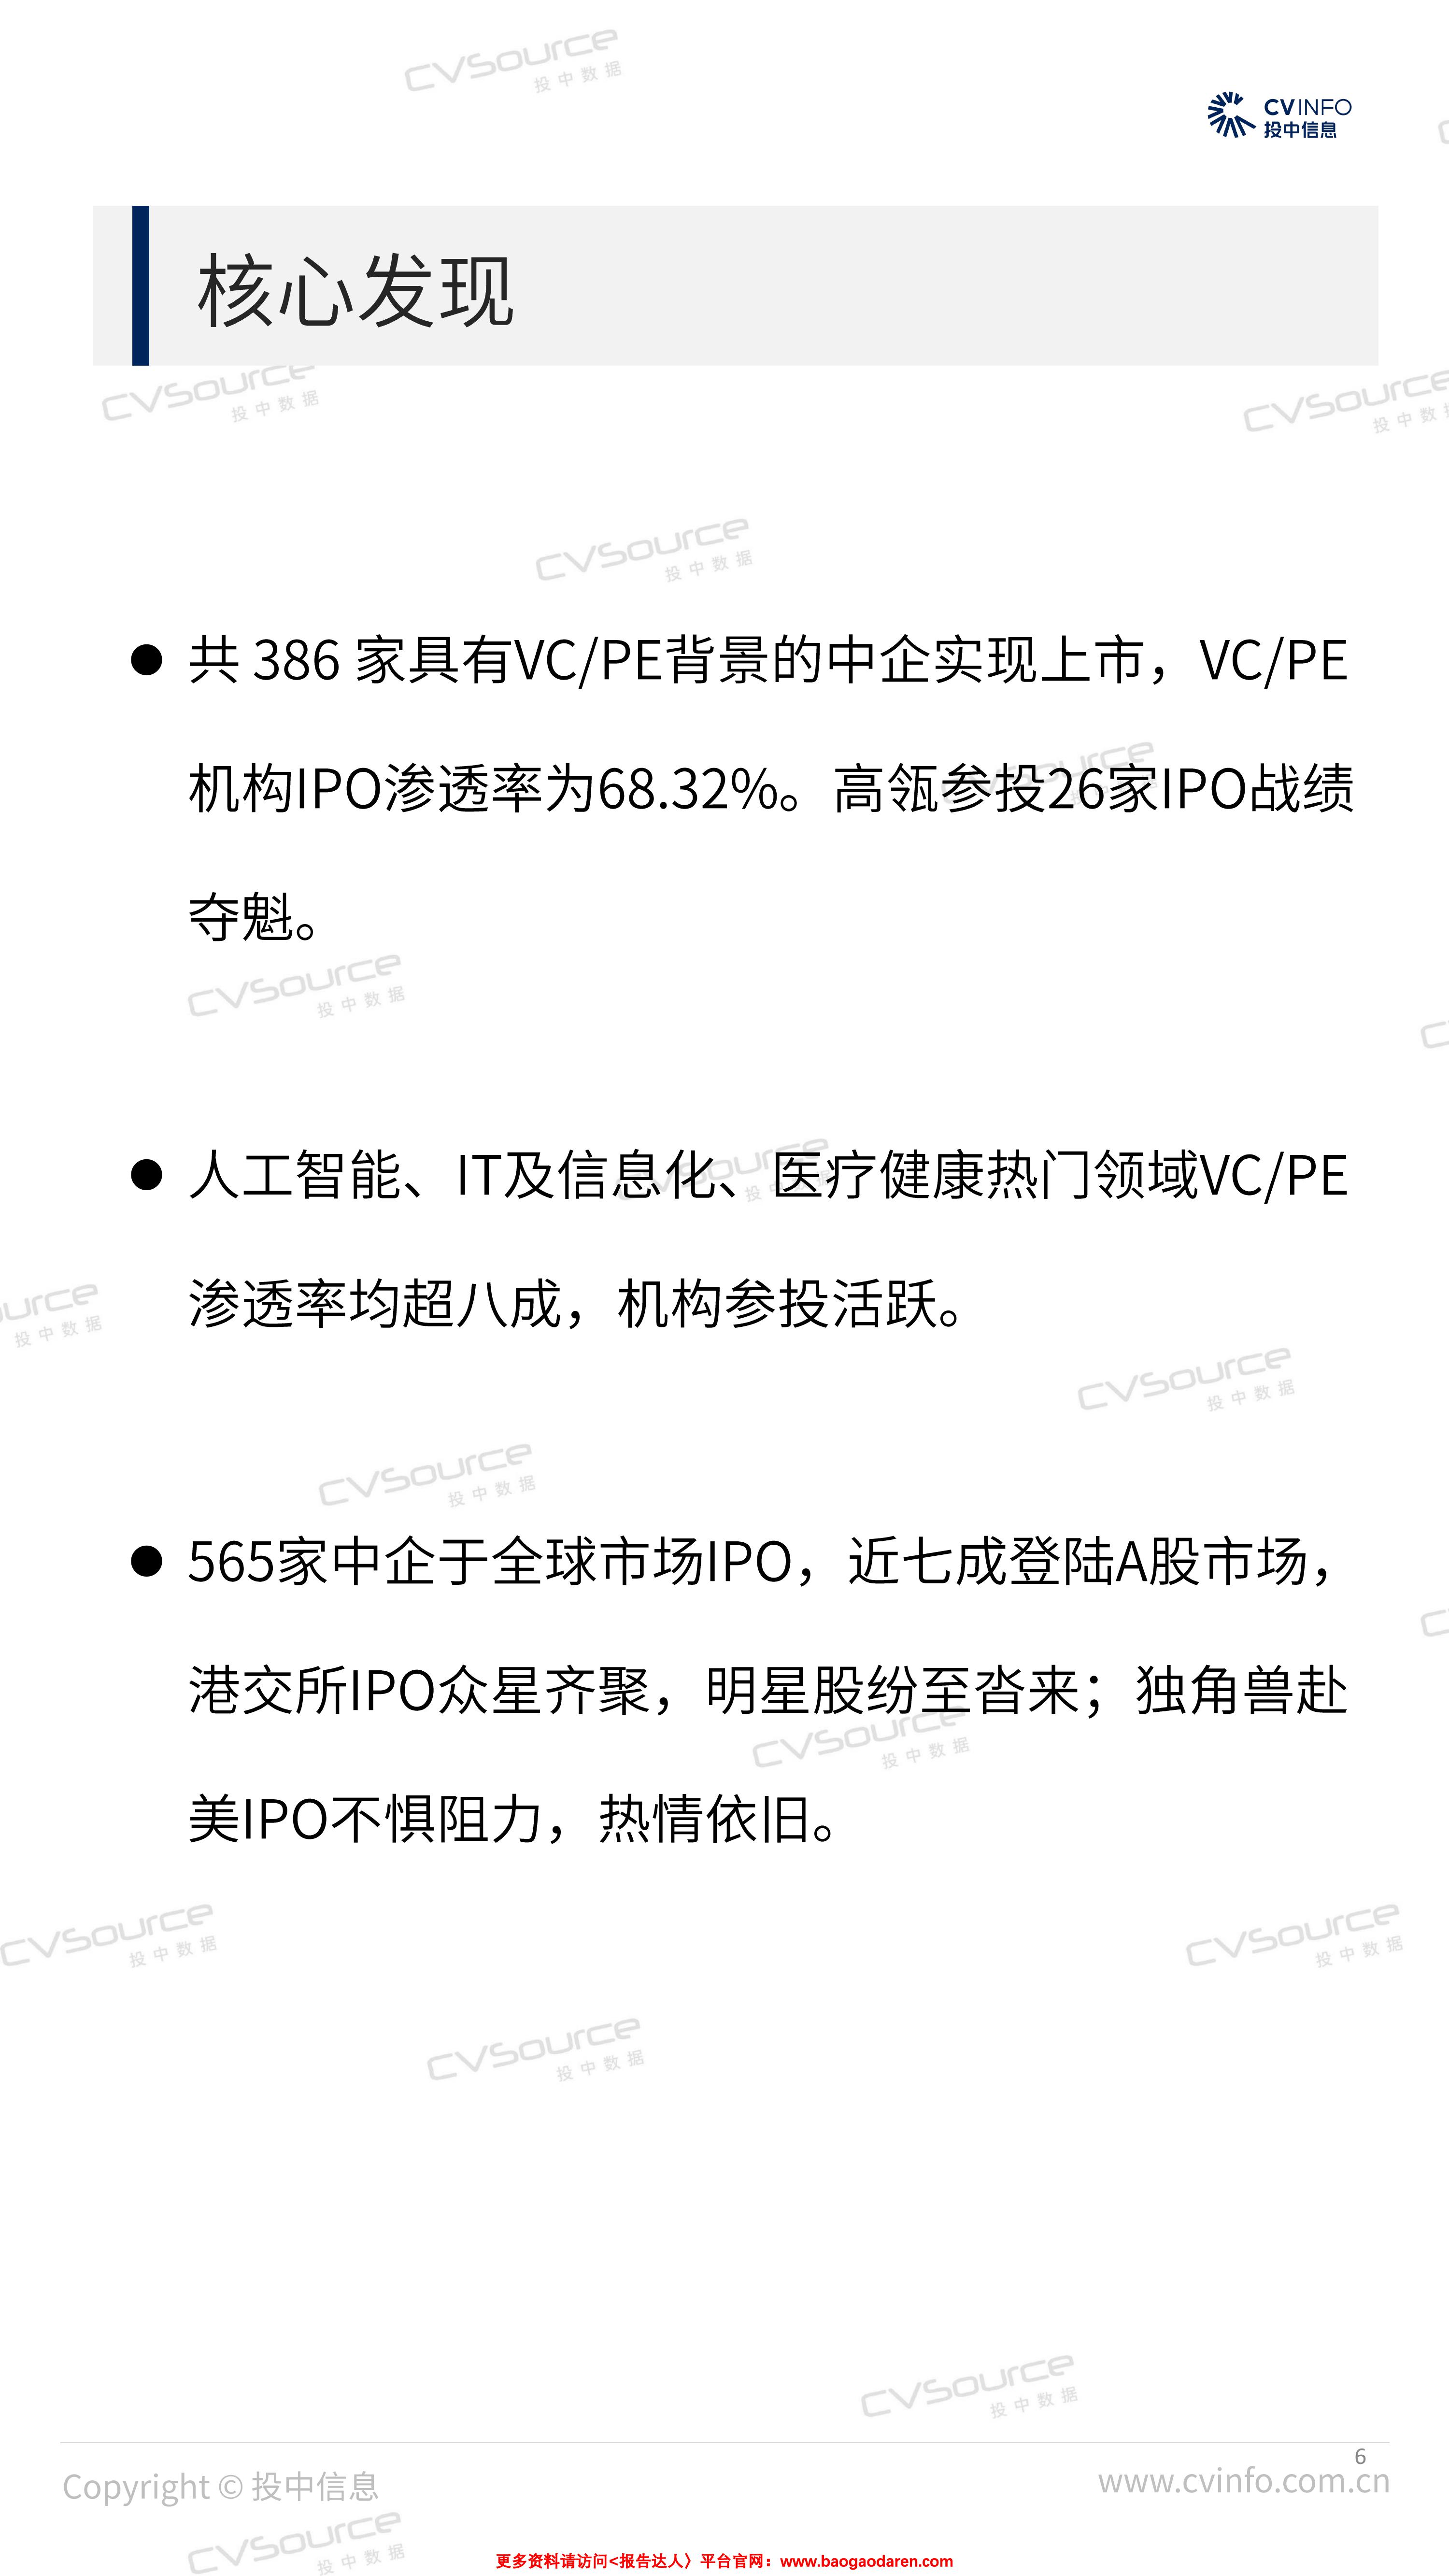 CVSource
投中数据
CVINFO
投中信息
核心发现
CVSource
投中数据
CVSource
投中数
CVSource
投中数据
● 共 386 家具有VC/PE背景的中企实现上市，VC/PE
机构IPO渗透率为68.32%。高瓴参投26家IPO战绩
夺魁。
CVSource
投中数据
● 人工智能、IT及信息化、医疗健康热门领域VC/PE
渗透率均超八成，机构参投活跃。
urce
投中数据
CVSource
投中数据
CVSource
投中数据
● 565家中企于全球市场IPO，近七成登陆A股市场，
港交所IPO众星齐聚，明星股纷至沓来；独角兽赴
美IPO不惧阻力，热情依旧。
CVSource
投中数据
CVSource
投中数据
CVSource
投中数据
CVSource
投中数据
CVSource
投中数据
6
Copyright © 投中信息
www.cvinfo.com.cn
CVSource
投中数据
更多资料请访问<报告达人〉平台官网：www.baogaodaren.com